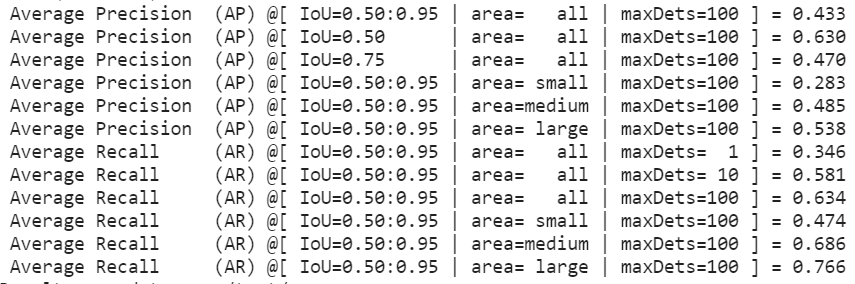 Average Precision  (AP) @[ IoU=0.50:0.95 | area=   all | maxDets=100 ] = 0.433
Average Precision  (AP) @[ IoU=0.50      | area=   all | maxDets=100 ] = 0.630
Average Precision  (AP) @[ IoU=0.75      | area=   all | maxDets=100 ] = 0.470
Average Precision  (AP) @[ IoU=0.50:0.95 | area= small | maxDets=100 ] = 0.283
Average Precision  (AP) @[ IoU=0.50:0.95 | area=medium | maxDets=100 ] = 0.485
Average Precision  (AP) @[ IoU=0.50:0.95 | area= large | maxDets=100 ] = 0.538
Average Recall     (AR) @[ IoU=0.50:0.95 | area=   all | maxDets=  1 ] = 0.346
Average Recall     (AR) @[ IoU=0.50:0.95 | area=   all | maxDets= 10 ] = 0.581
Average Recall     (AR) @[ IoU=0.50:0.95 | area=   all | maxDets=100 ] = 0.634
Average Recall     (AR) @[ IoU=0.50:0.95 | area= small | maxDets=100 ] = 0.474
Average Recall     (AR) @[ IoU=0.50:0.95 | area=medium | maxDets=100 ] = 0.686
Average Recall     (AR) @[ IoU=0.50:0.95 | area= large | maxDets=100 ] = 0.766